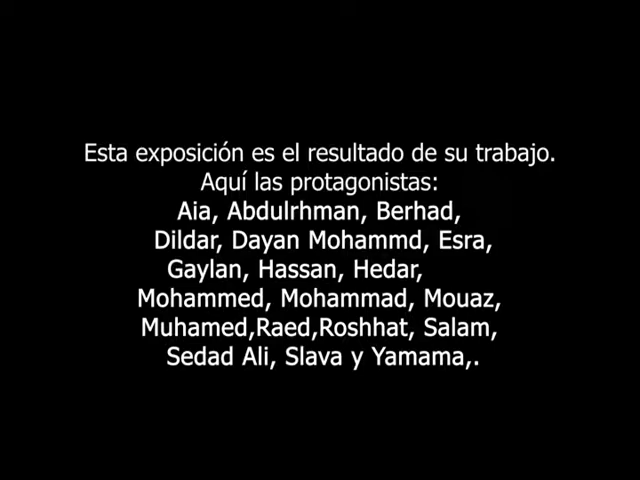 Esta exposición es el resultado de su trabajo.
Aquí las protagonistas:
Aia, Abdulrhman, Berhad,
Dildar, Dayan Mohammd, Esra,
Gaylan, Hassan, Hedar,
Mohammed, Mohammad, Mouaz,
Muhamed,Raed,Roshhat, Salam,
Sedad Ali, Slava y Yamama,.